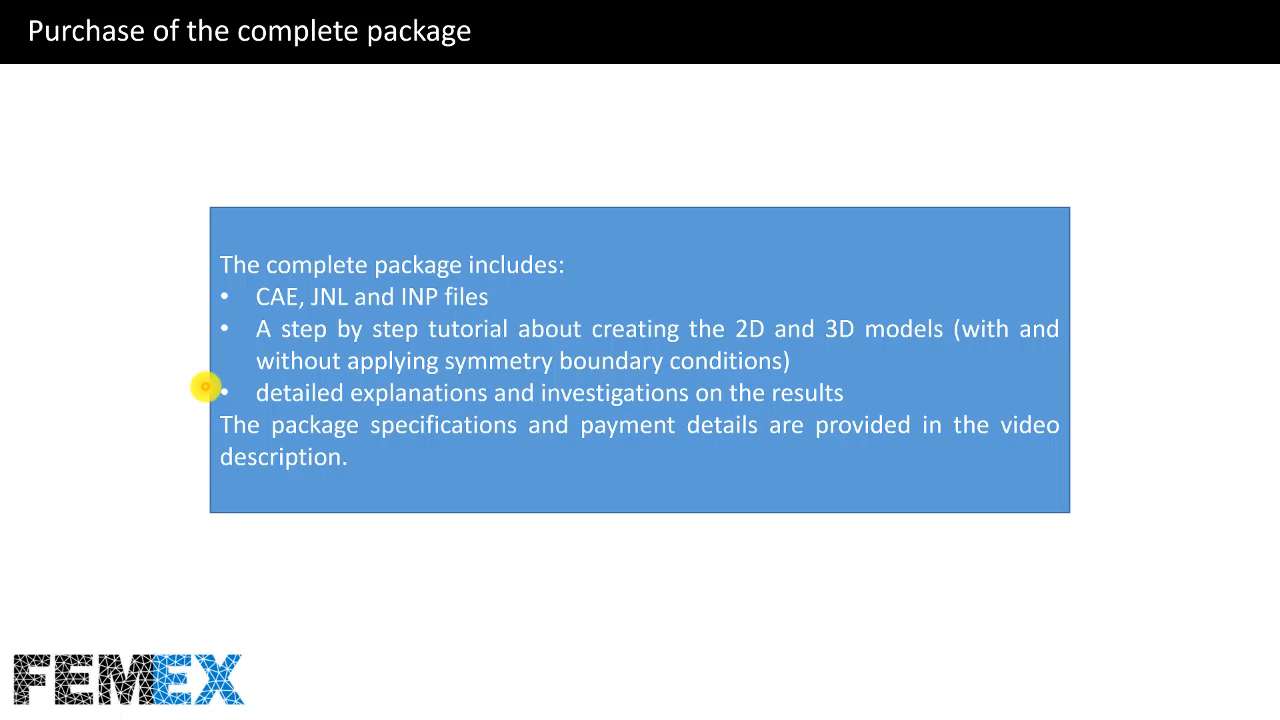 Purchase of the complete package
The complete package includes:
• CAE, JNL and INP files
• A step by step tutorial about creating the 2D and 3D models (with and
without applying symmetry boundary conditions)
• detailed explanations and investigations on the results
The package specifications and payment details are provided in the video
description.
FEMEX